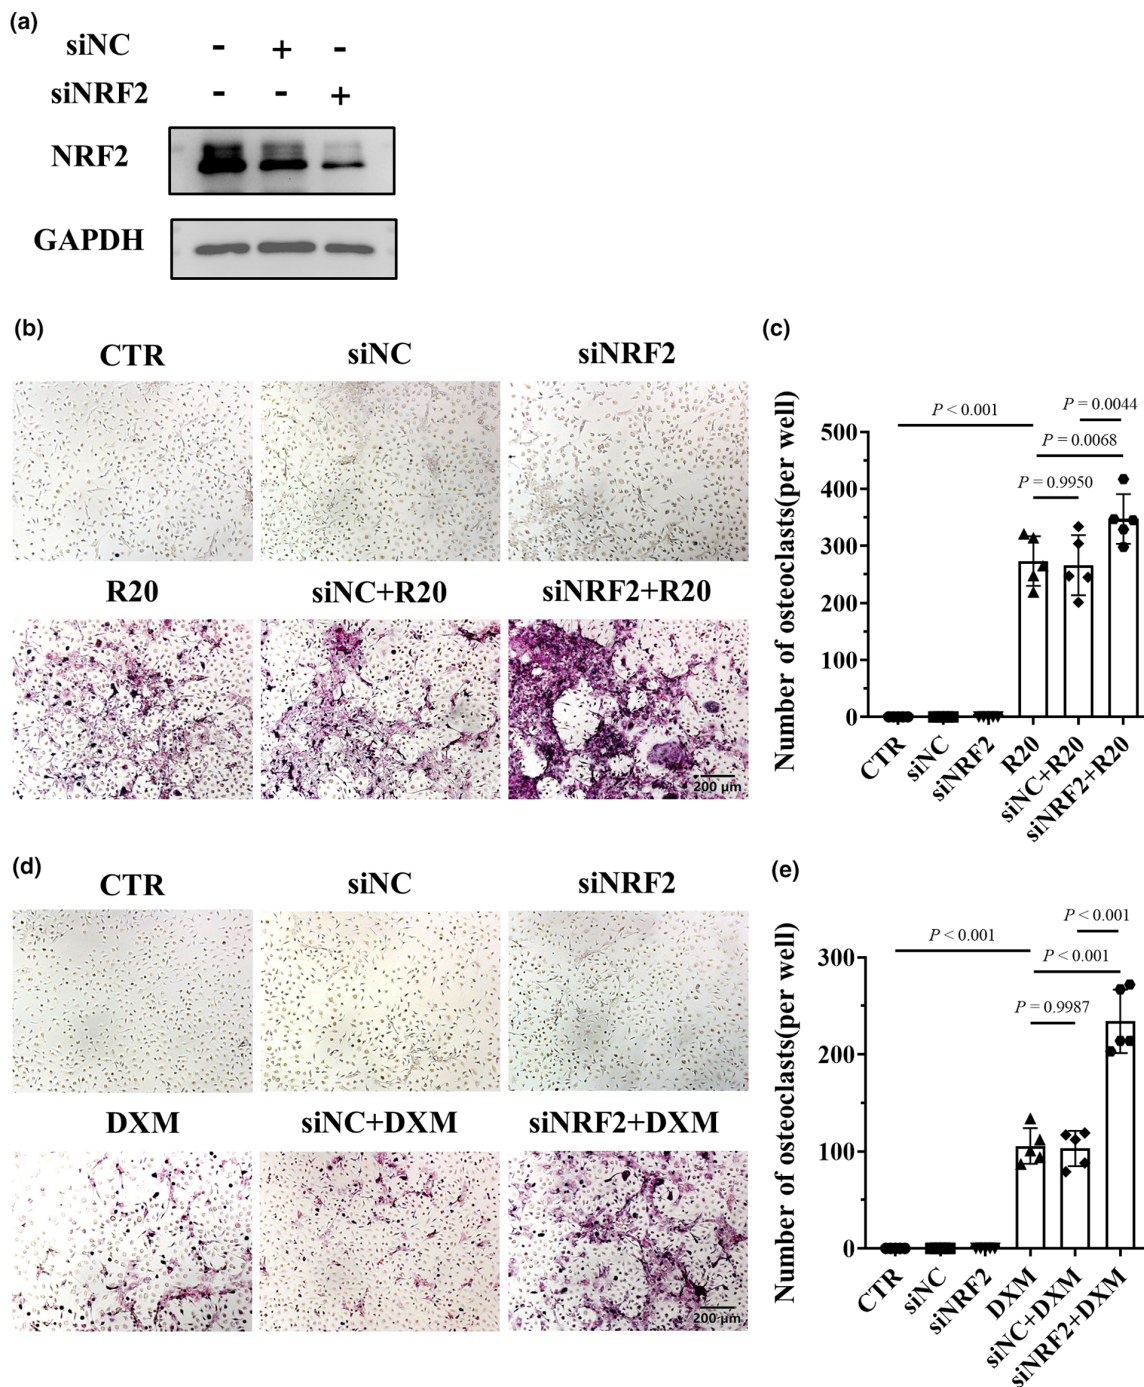 (a)
siNC - + -
siNRF2 - - +
NRF2
GAPDH
(b)
CTR siNC siNRF2
R20 siNC+R20 siNRF2+R20
200 μm
(c)
Number of osteoclasts(per well)
500
400
300
200
100
0
P < 0.001
P = 0.0044
P = 0.0068
P = 0.9950
CTR
siNC
siNRF2
R20
siNC+R20
siNRF2+R20
(d)
CTR siNC siNRF2
DXM siNC+DXM siNRF2+DXM
200 μm
(e)
Number of osteoclasts(per well)
300
200
100
0
P < 0.001
P < 0.001
P < 0.001
P = 0.9987
CTR
siNC
siNRF2
DXM
siNC+DXM
siNRF2+DXM